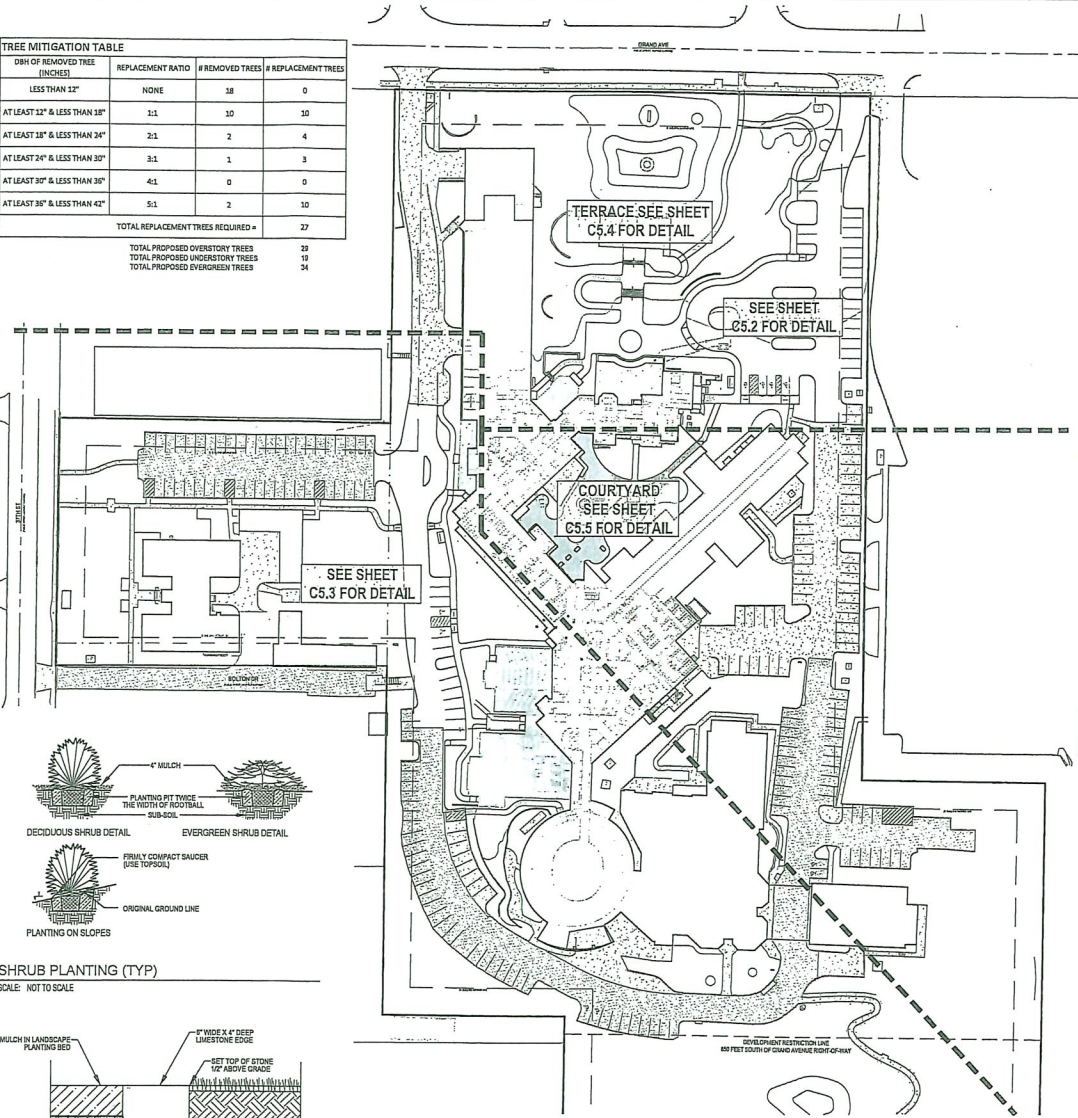 TREE MITIGATION TABLE
DBH OF REMOVED TREE (INCHES) REPLACEMENT RATIO # REMOVED TREES # REPLACEMENT TREES
LESS THAN 12" NONE 18 0
AT LEAST 12" & LESS THAN 18" 1:1 10 10
AT LEAST 18" & LESS THAN 24" 2:1 2 4
AT LEAST 24" & LESS THAN 30" 3:1 1 3
AT LEAST 30" & LESS THAN 36" 4:1 0 0
AT LEAST 36" & LESS THAN 42" 5:1 2 10
TOTAL REPLACEMENT TREES REQUIRED = 27
TOTAL PROPOSED OVERSTORY TREES 29
TOTAL PROPOSED UNDERSTORY TREES 19
TOTAL PROPOSED EVERGREEN TREES 34
GRAND AVE
TERRACE SEE SHEET
C5.4 FOR DETAIL
SEE SHEET
C5.2 FOR DETAIL
COURTYARD
SEE SHEET
C5.5 FOR DETAIL
37TH ST
SEE SHEET
C5.3 FOR DETAIL
BOLTON DR
4" MULCH
PLANTING PIT TWICE
THE WIDTH OF ROOTBALL
SUB-SOIL
DECIDUOUS SHRUB DETAIL
EVERGREEN SHRUB DETAIL
FIRMLY COMPACT SAUCER
(USE TOPSOIL)
ORIGINAL GROUND LINE
PLANTING ON SLOPES
SHRUB PLANTING (TYP)
SCALE: NOT TO SCALE
MULCH IN LANDSCAPE
PLANTING BED
WIDE X 4" DEEP
LIMESTONE EDGE
SET TOP OF STONE
1/2" ABOVE GRADE
DEVELOPMENT RESTRICTION LINE
650 FEET SOUTH OF GRAND AVENUE RIGHT-OF-WAY